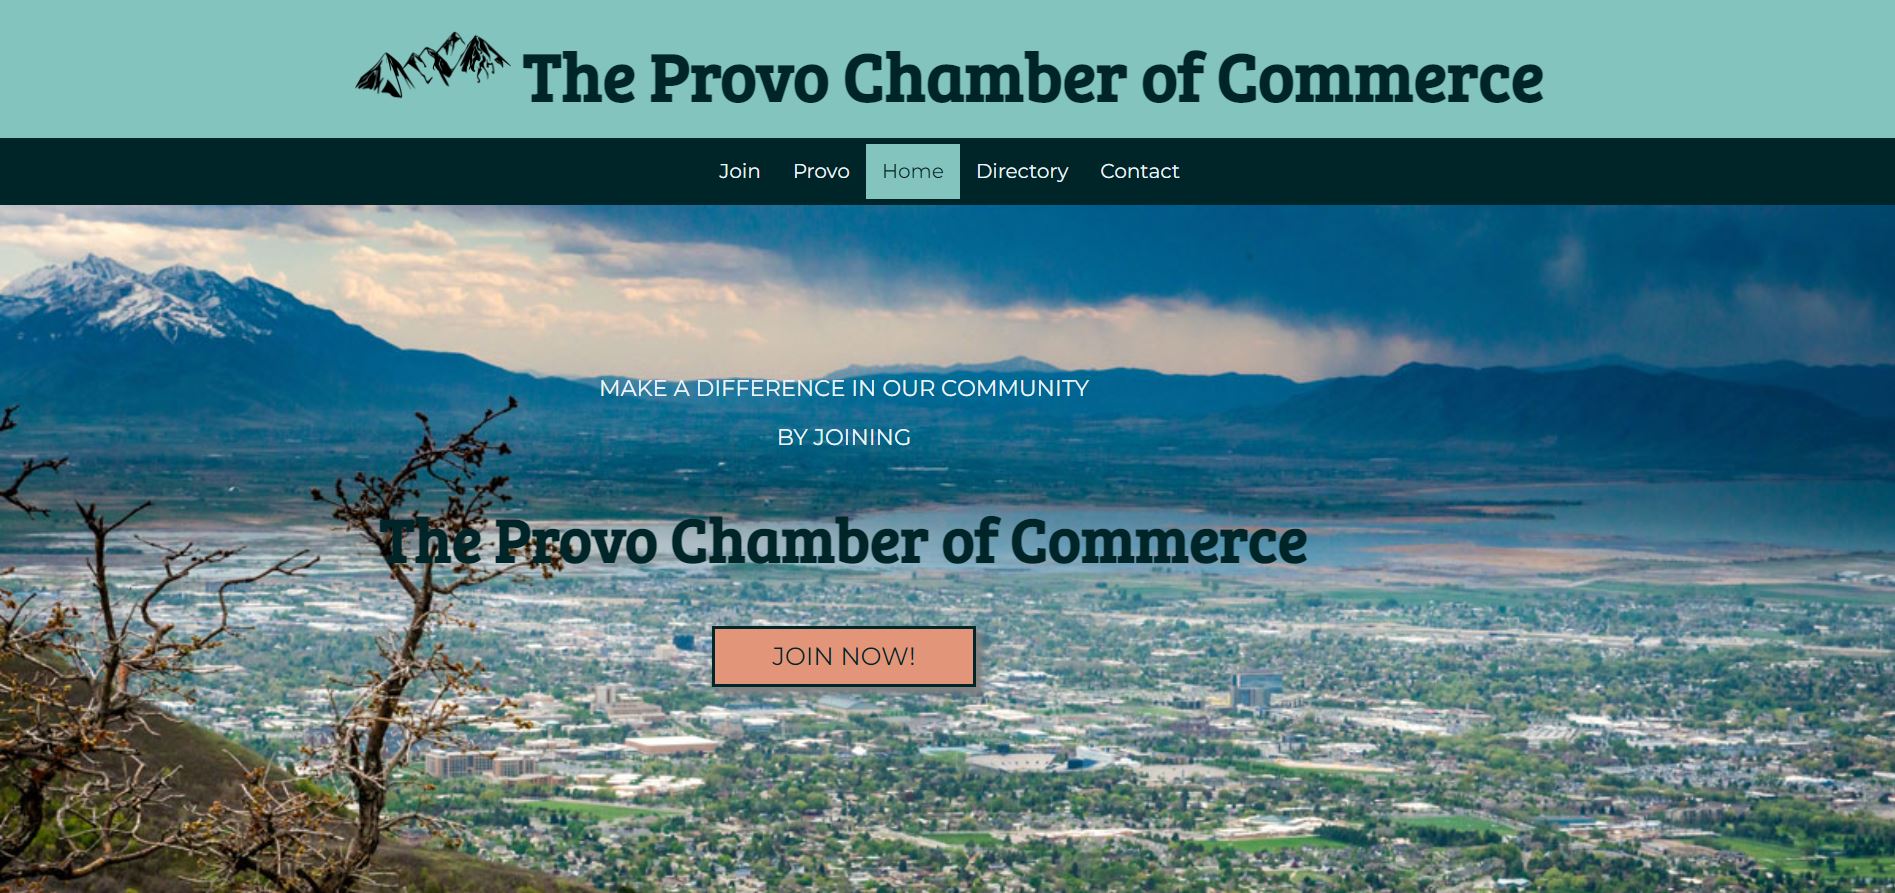 The Provo Chamber of Commerce
Join Provo Home Directory Contact
MAKE A DIFFERENCE IN OUR COMMUNITY
BY JOINING
The Provo Chamber of Commerce
JOIN NOW!